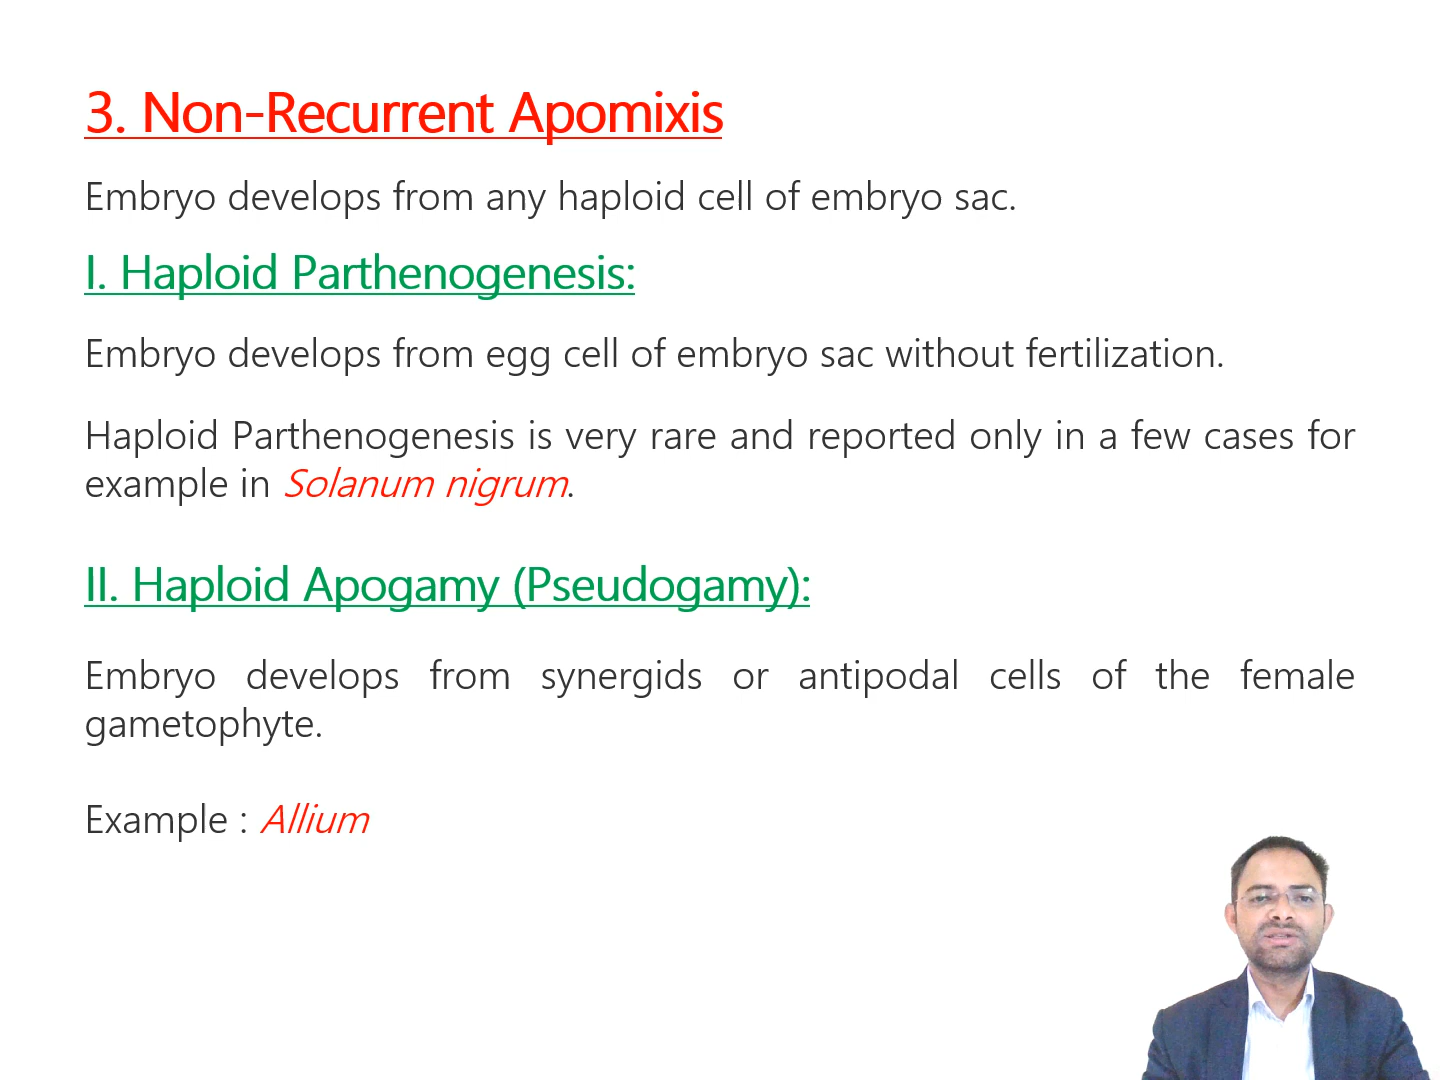 3. Non-Recurrent Apomixis
Embryo develops from any haploid cell of embryo sac.
I. Haploid Parthenogenesis:
Embryo develops from egg cell of embryo sac without fertilization.
Haploid Parthenogenesis is very rare and reported only in a few cases for
example in Solanum nigrum.
II. Haploid Apogamy (Pseudogamy):
Embryo develops from synergids or antipodal cells of the female
gametophyte.
Example : Allium